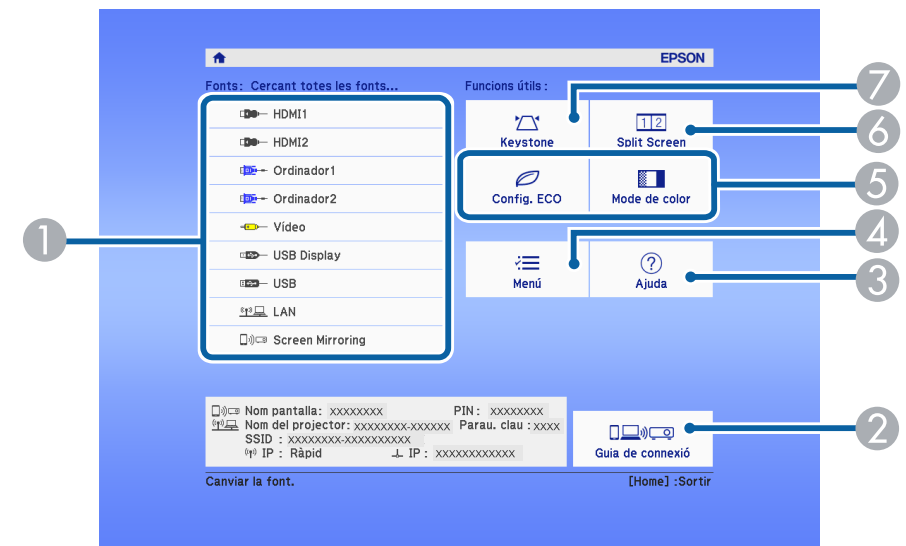 EPSON
Fonts: Cercant totes les fonts...
HDMI1
HDMI2
Ordinador1
Ordinador2
Vídeo
USB Display
USB
LAN
Screen Mirroring
Funcions útils :
Keystone
1 2
Split Screen
Config. ECO
Mode de color
Menú
?
Ajuda
1
7
6
5
4
3
2
Nom pantalla: xxxxxxxx PIN : xxxxxxxx
Nom del projector: xxxxxxxx-xxxxxx Parau. clau : xxxx
SSID : xxxxxxxx-xxxxxxxxxx
IP : Ràpid IP : xxxxxxxxxxxx
Guia de connexió
Canviar la font. [Home] :Sortir